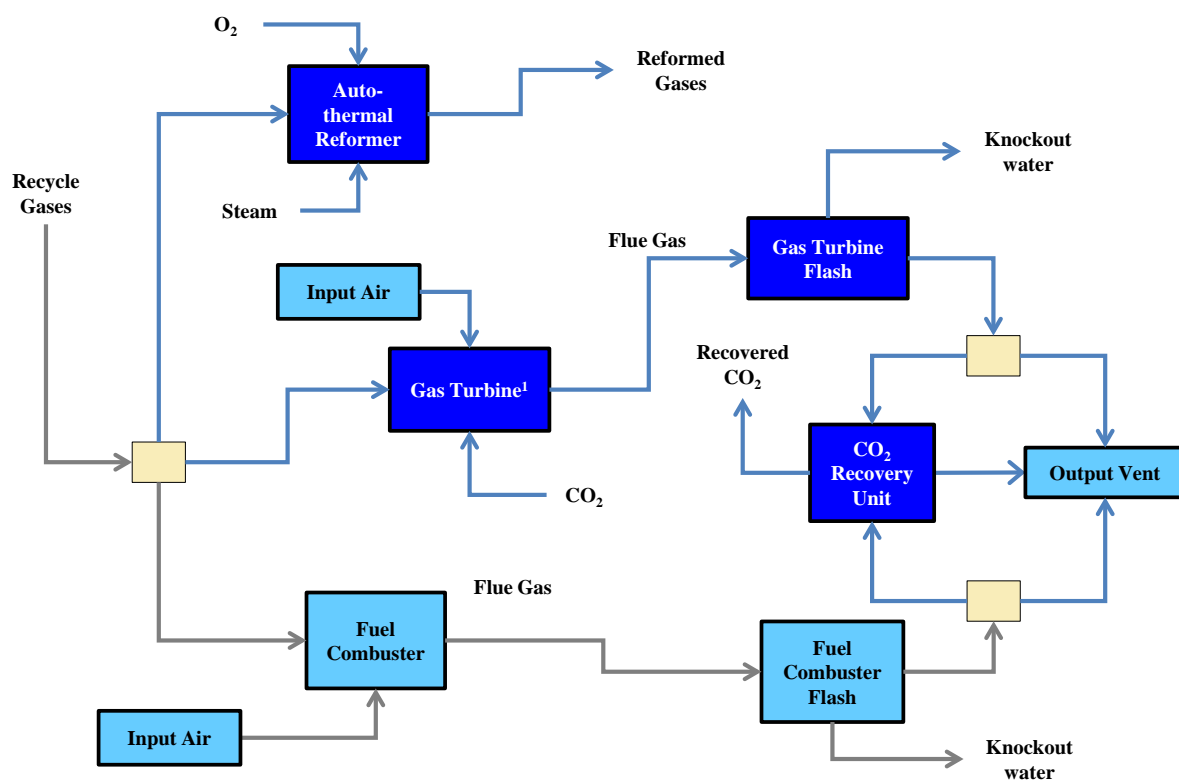 O₂
Auto-
thermal
Reformer
Reformed
Gases
Recycle
Gases
Steam
Knockout
water
Flue Gas
Gas Turbine
Flash
Input Air
Gas Turbine¹
Recovered
CO₂
CO₂
CO₂
Recovery
Unit
Output Vent
Flue Gas
Fuel
Combuster
Fuel
Combuster
Flash
Input Air
Knockout
water